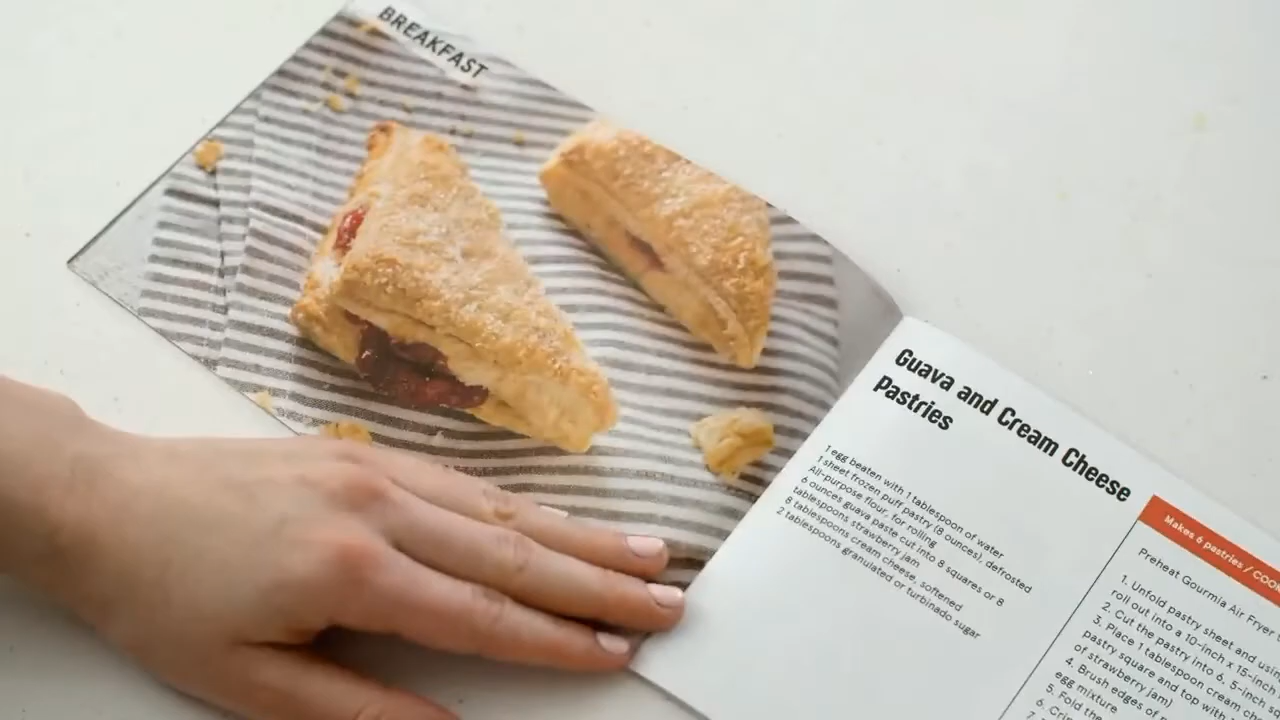 BREAKFAST
Guava and Cream Cheese
Pastries
1 egg beaten with 1 tablespoon of water
1 sheet frozen puff pastry (8 ounces), defrosted
All-purpose flour, for rolling
6 ounces guava paste cut into 8 squares or 8
tablespoons strawberry jam
8 tablespoons cream cheese, softened
2 tablespoons granulated or turbinado sugar
Makes 6 pastries / COOK
Preheat Gourmia Air Fryer
1. Unfold pastry sheet and using
roll out into a 10-inch x 15-inch
2. Cut the pastry into 6, 5-inch
3. Place 1 tablespoon cream
pastry square and top with
of strawberry jam)
4. Brush edges of
egg mixture
5. Fold the
6.
7.